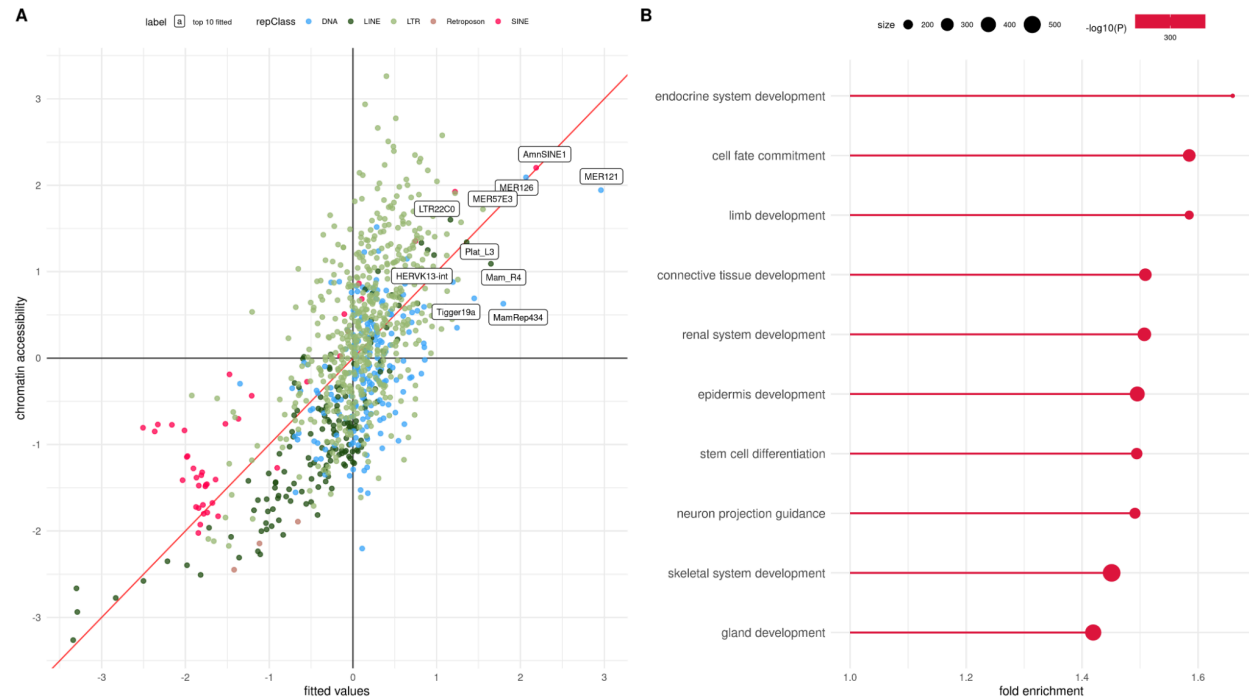 A
label a top 10 fitted repClass DNA LINE LTR Retroposon SINE
chromatin accessibility
3
2
1
0
-1
-2
-3
AmnSINE1
MER121
MER126
MER57E3
LTR22C0
Plat_L3
HERVK13-int
Mam_R4
Tigger19a
MamRep434
-3 -2 -1 0 1 2 3
fitted values
B
size 200 300 400 500 -log10(P)
300
endocrine system development
cell fate commitment
limb development
connective tissue development
renal system development
epidermis development
stem cell differentiation
neuron projection guidance
skeletal system development
gland development
1.0 1.2 1.4 1.6
fold enrichment